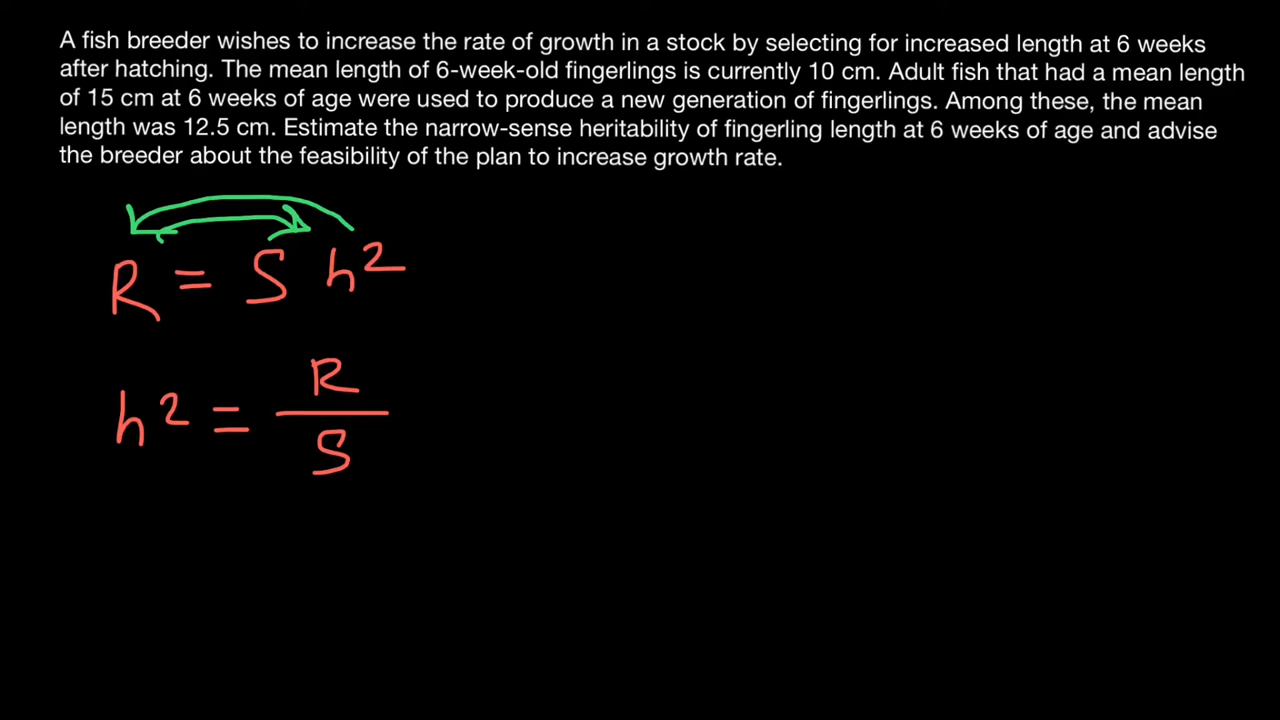 A fish breeder wishes to increase the rate of growth in a stock by selecting for increased length at 6 weeks
after hatching. The mean length of 6-week-old fingerlings is currently 10 cm. Adult fish that had a mean length
of 15 cm at 6 weeks of age were used to produce a new generation of fingerlings. Among these, the mean
length was 12.5 cm. Estimate the narrow-sense heritability of fingerling length at 6 weeks of age and advise
the breeder about the feasibility of the plan to increase growth rate.
R = S h²
h² = R / S